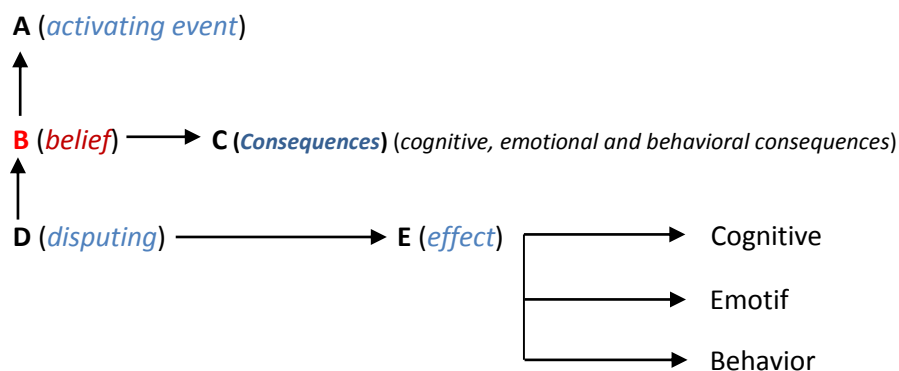 A (activating event)
B (belief) C (Consequences) (cognitive, emotional and behavioral consequences)
D (disputing) E (effect) Cognitive
Emotif
Behavior